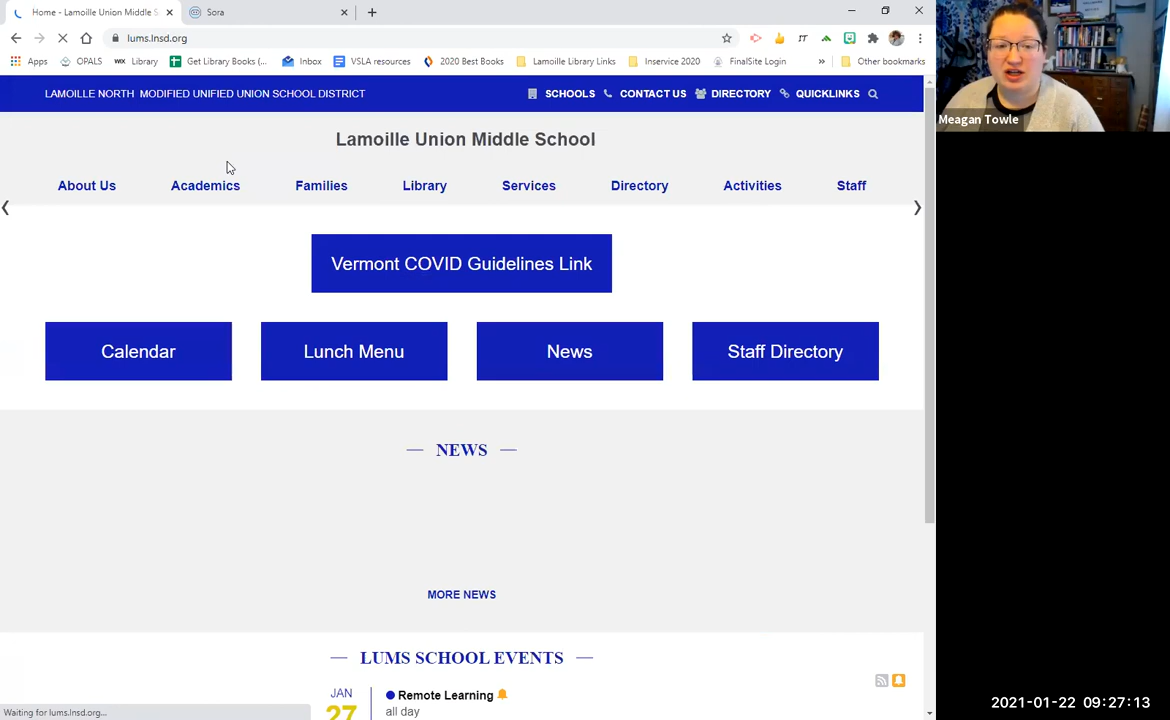 Home - Lamoille Union Middle S
Sora
lums.lnsd.org
Apps
OPALS
WIX Library
Get Library Books (...
Inbox
VSLA resources
2020 Best Books
Lamoille Library Links
Inservice 2020
FinalSite Login
»
Other bookmarks
LAMOILLE NORTH MODIFIED UNIFIED UNION SCHOOL DISTRICT
SCHOOLS
CONTACT US
DIRECTORY
QUICKLINKS
Meagan Towle
Lamoille Union Middle School
About Us
Academics
Families
Library
Services
Directory
Activities
Staff
Vermont COVID Guidelines Link
Calendar
Lunch Menu
News
Staff Directory
NEWS
MORE NEWS
LUMS SCHOOL EVENTS
JAN
27
Remote Learning
all day
Waiting for lums.lnsd.org...
2021-01-22 09:27:13